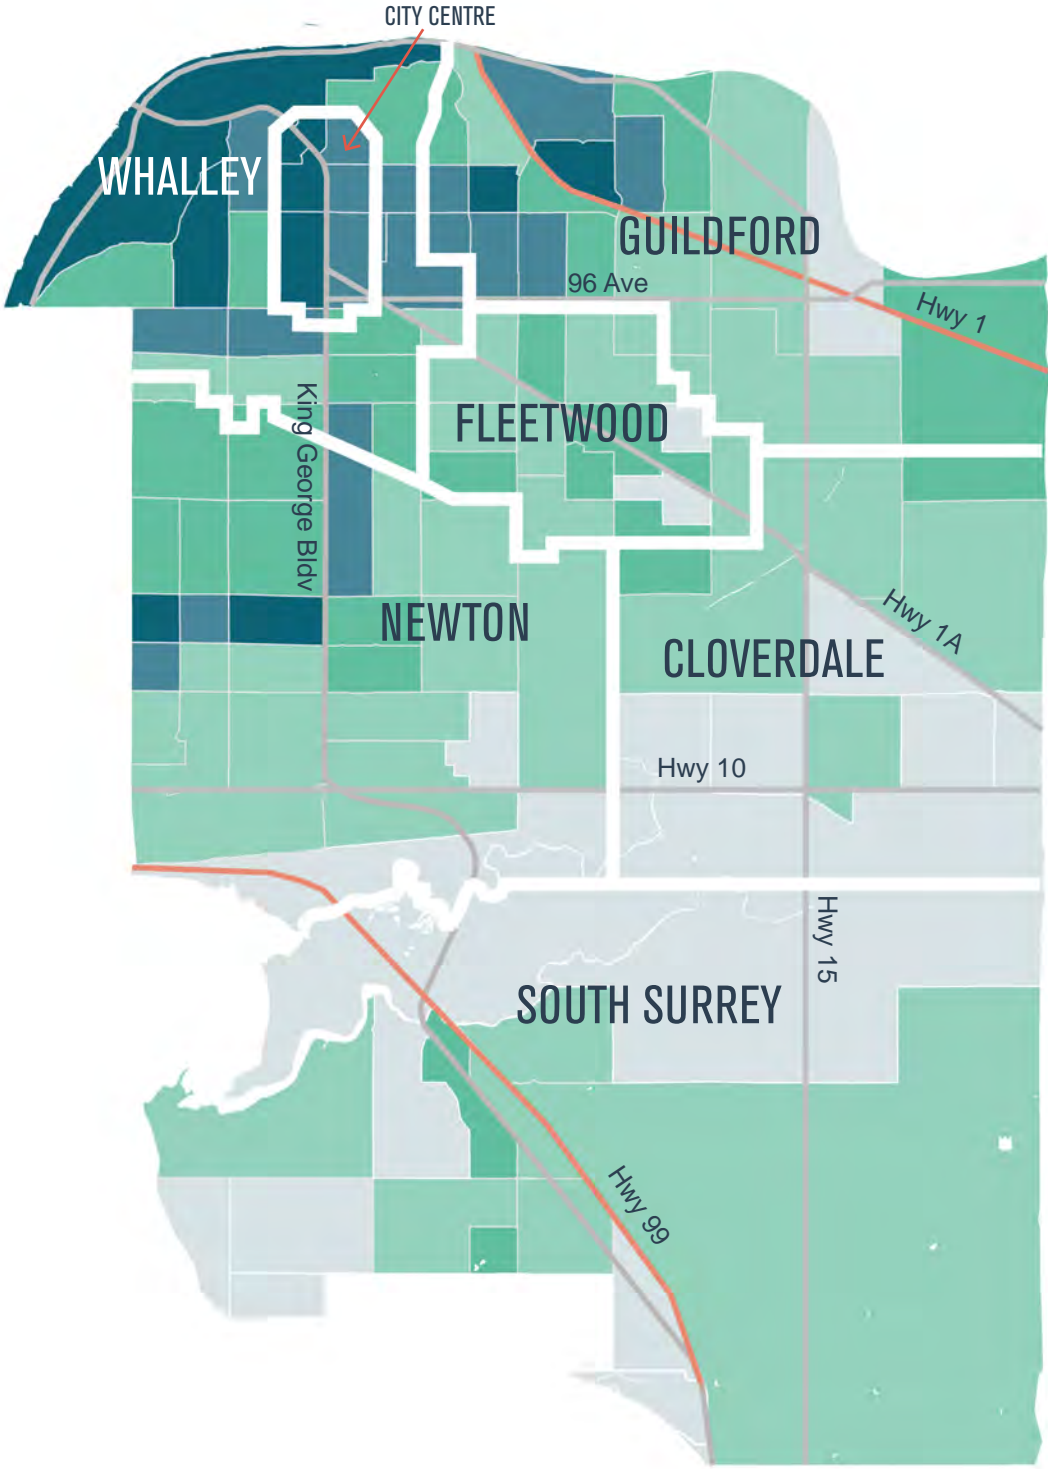 CITY CENTRE
WHALLEY
GUILDFORD
96 Ave
Hwy 1
King George Bldv
FLEETWOOD
NEWTON
Hwy 1A
CLOVERDALE
Hwy 10
Hwy 15
SOUTH SURREY
Hwy 99